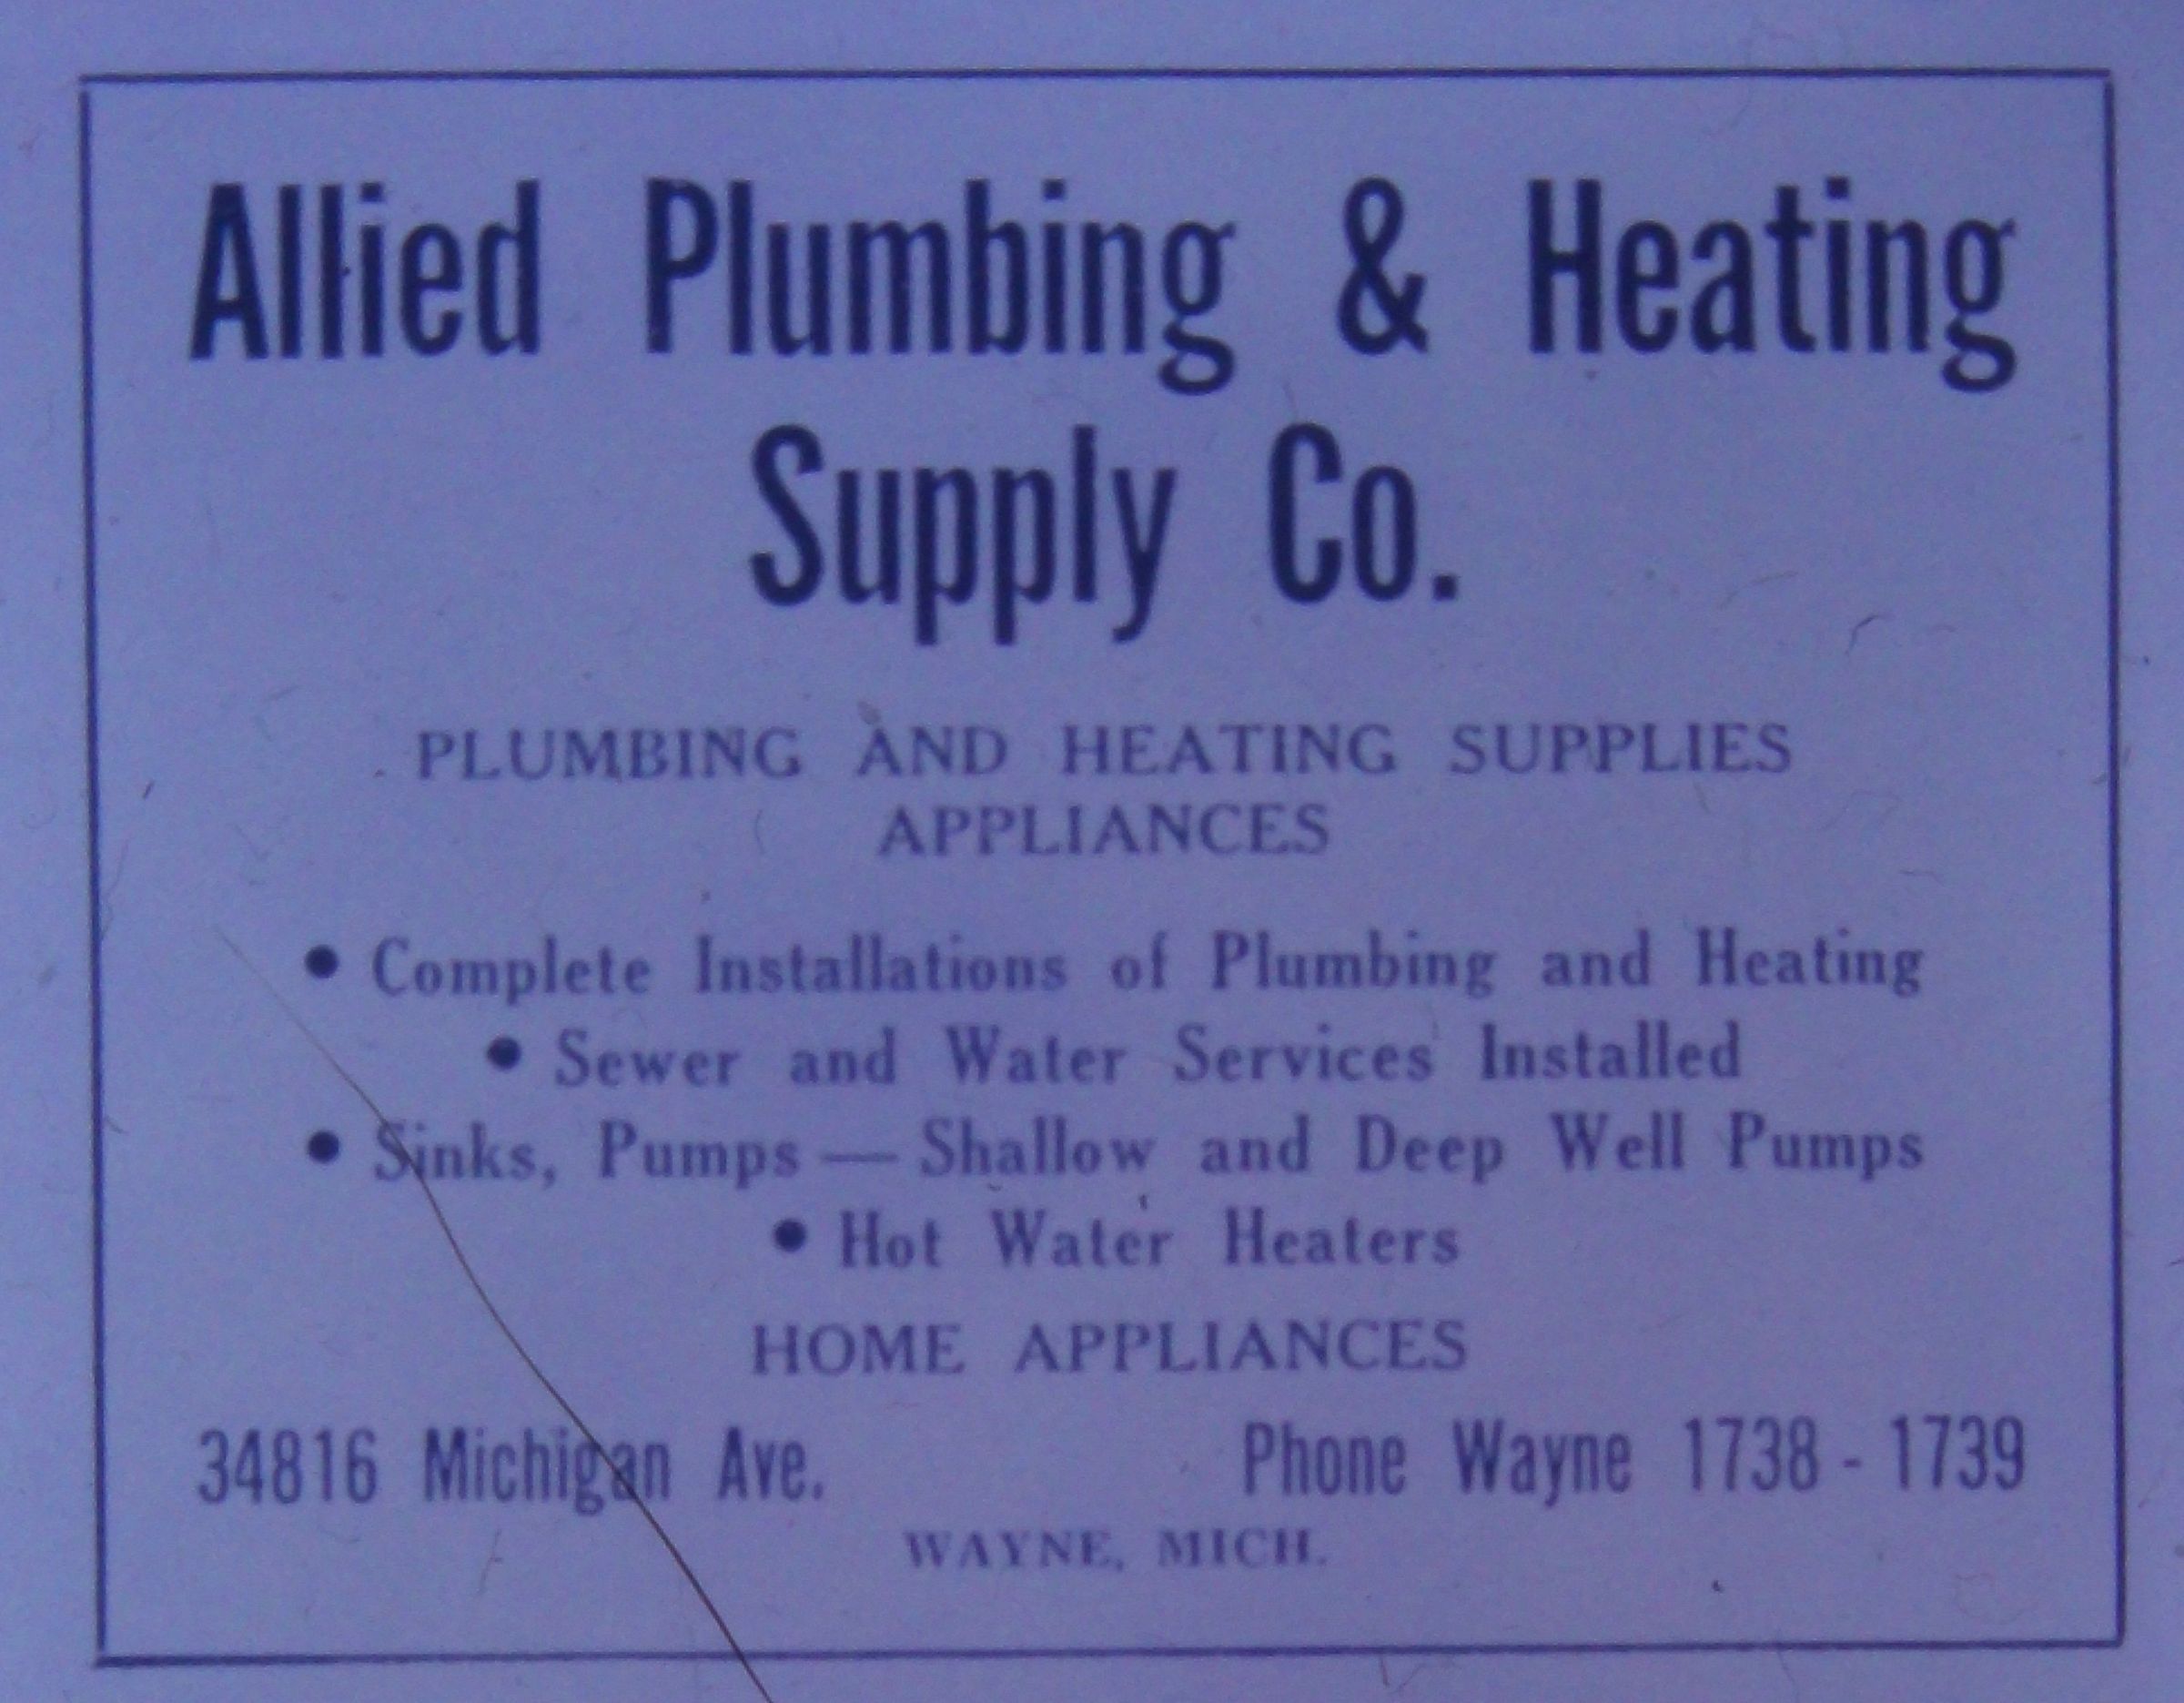 Allied Plumbing & Heating
Supply Co.
PLUMBING AND HEATING SUPPLIES
APPLIANCES
• Complete Installations of Plumbing and Heating
• Sewer and Water Services Installed
• Sinks, Pumps — Shallow and Deep Well Pumps
• Hot Water Heaters
HOME APPLIANCES
34816 Michigan Ave. Phone Wayne 1738 - 1739
WAYNE, MICH.